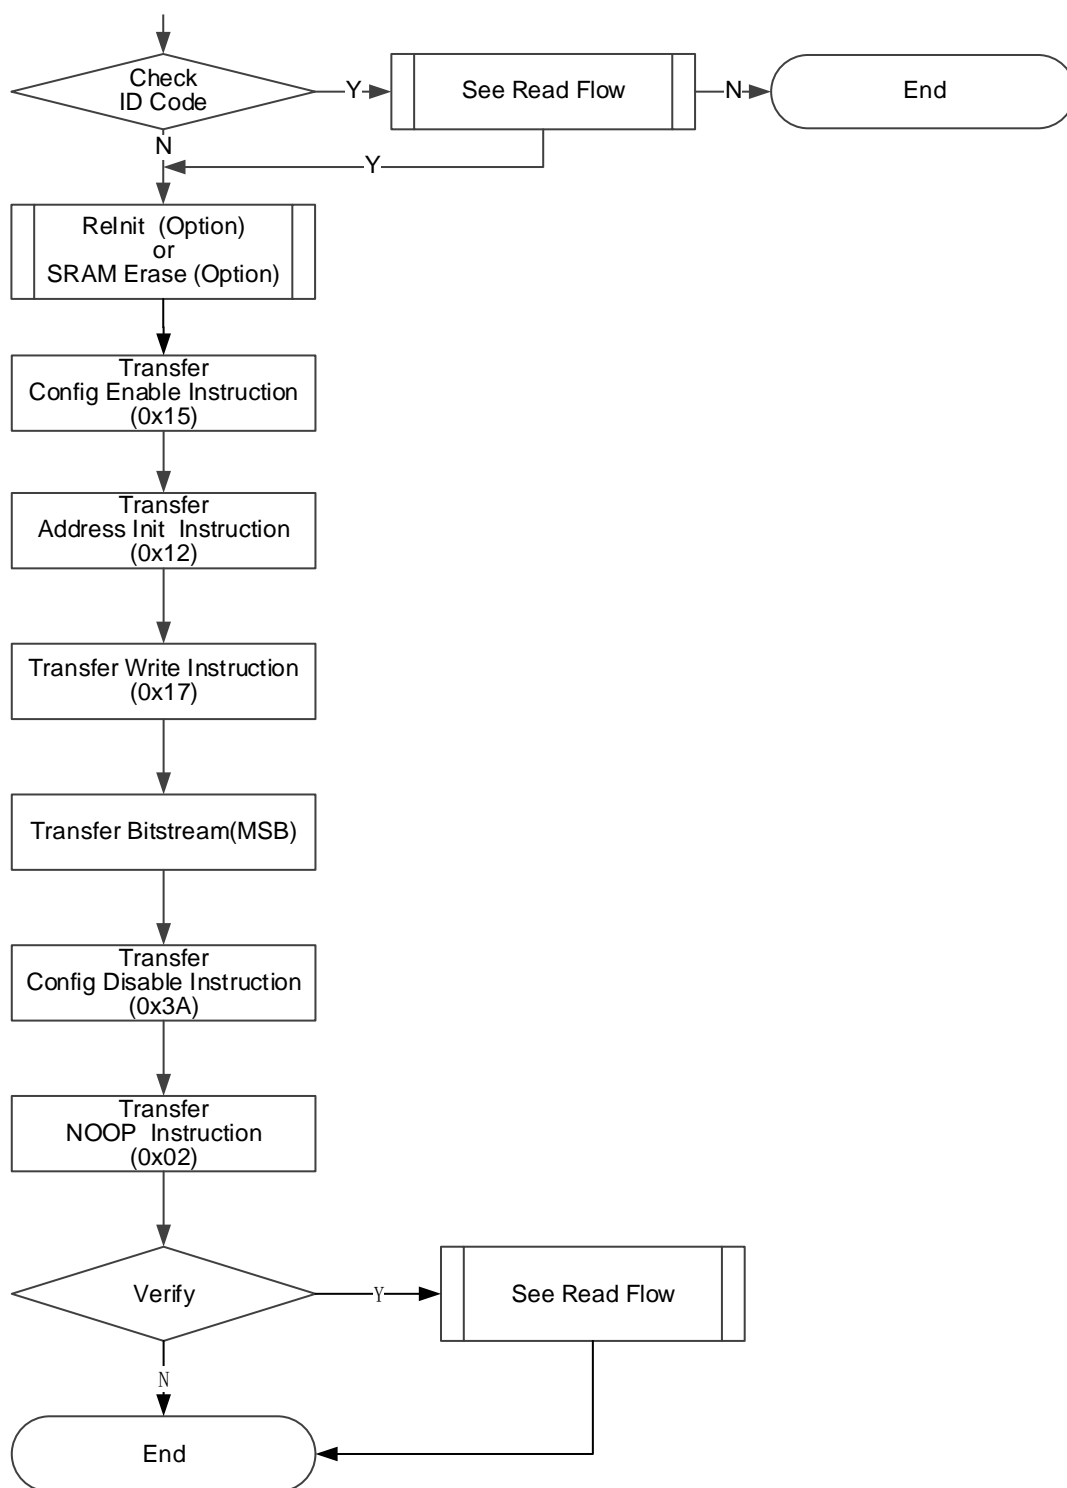 Check
ID Code
Y
See Read Flow
N
End
N
Y
ReInit (Option)
or
SRAM Erase (Option)
Transfer
Config Enable Instruction
(0x15)
Transfer
Address Init Instruction
(0x12)
Transfer Write Instruction
(0x17)
Transfer Bitstream(MSB)
Transfer
Config Disable Instruction
(0x3A)
Transfer
NOOP Instruction
(0x02)
Verify
Y
See Read Flow
N
End